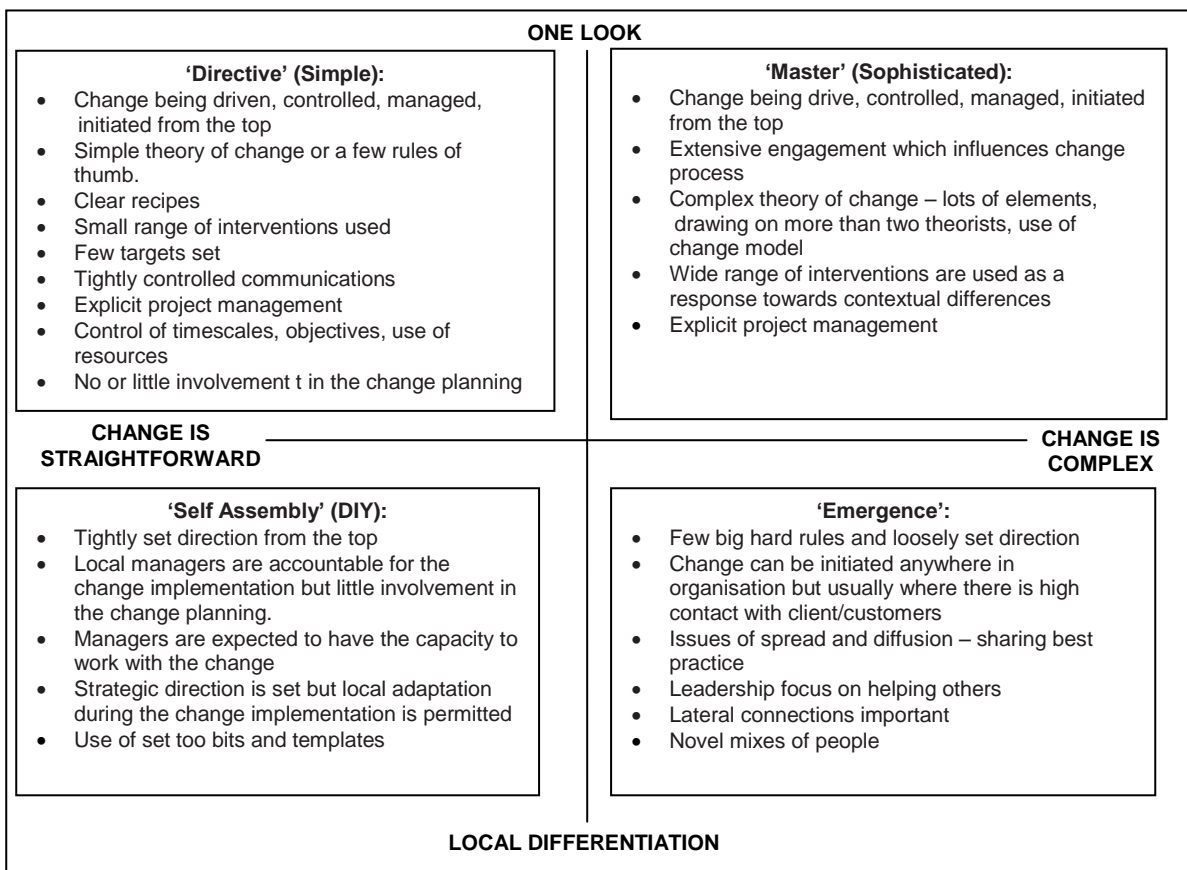 ONE LOOK
‘Directive’ (Simple):
• Change being driven, controlled, managed,
initiated from the top
• Simple theory of change or a few rules of
thumb.
• Clear recipes
• Small range of interventions used
• Few targets set
• Tightly controlled communications
• Explicit project management
• Control of timescales, objectives, use of
resources
• No or little involvement t in the change planning
‘Master’ (Sophisticated):
• Change being drive, controlled, managed, initiated
from the top
• Extensive engagement which influences change
process
• Complex theory of change – lots of elements,
drawing on more than two theorists, use of
change model
• Wide range of interventions are used as a
response towards contextual differences
• Explicit project management
CHANGE IS
STRAIGHTFORWARD
CHANGE IS
COMPLEX
‘Self Assembly’ (DIY):
• Tightly set direction from the top
• Local managers are accountable for the
change implementation but little involvement in
the change planning.
• Managers are expected to have the capacity to
work with the change
• Strategic direction is set but local adaptation
during the change implementation is permitted
• Use of set too bits and templates
‘Emergence’:
• Few big hard rules and loosely set direction
• Change can be initiated anywhere in
organisation but usually where there is high
contact with client/customers
• Issues of spread and diffusion – sharing best
practice
• Leadership focus on helping others
• Lateral connections important
• Novel mixes of people
LOCAL DIFFERENTIATION